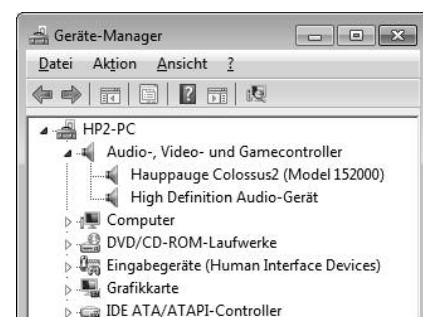 Geräte-Manager
Datei Aktion Ansicht ?
HP2-PC
Audio-, Video- und Gamecontroller
Hauppauge Colossus2 (Model 152000)
High Definition Audio-Gerät
Computer
DVD/CD-ROM-Laufwerke
Eingabegeräte (Human Interface Devices)
Grafikkarte
IDE ATA/ATAPI-Controller